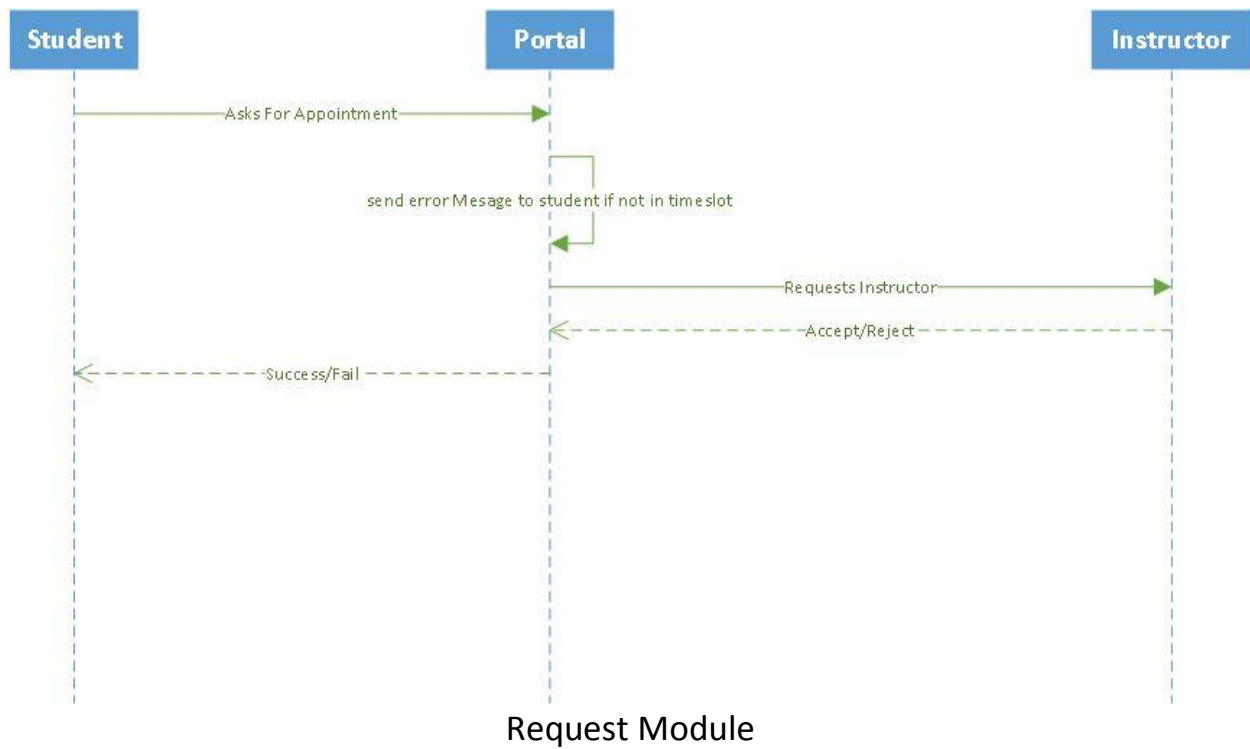 Student
Portal
Instructor
Asks For Appointment
send error Mesage to student if not in timeslot
Requests Instructor
Accept/Reject
Success/Fail
Request Module